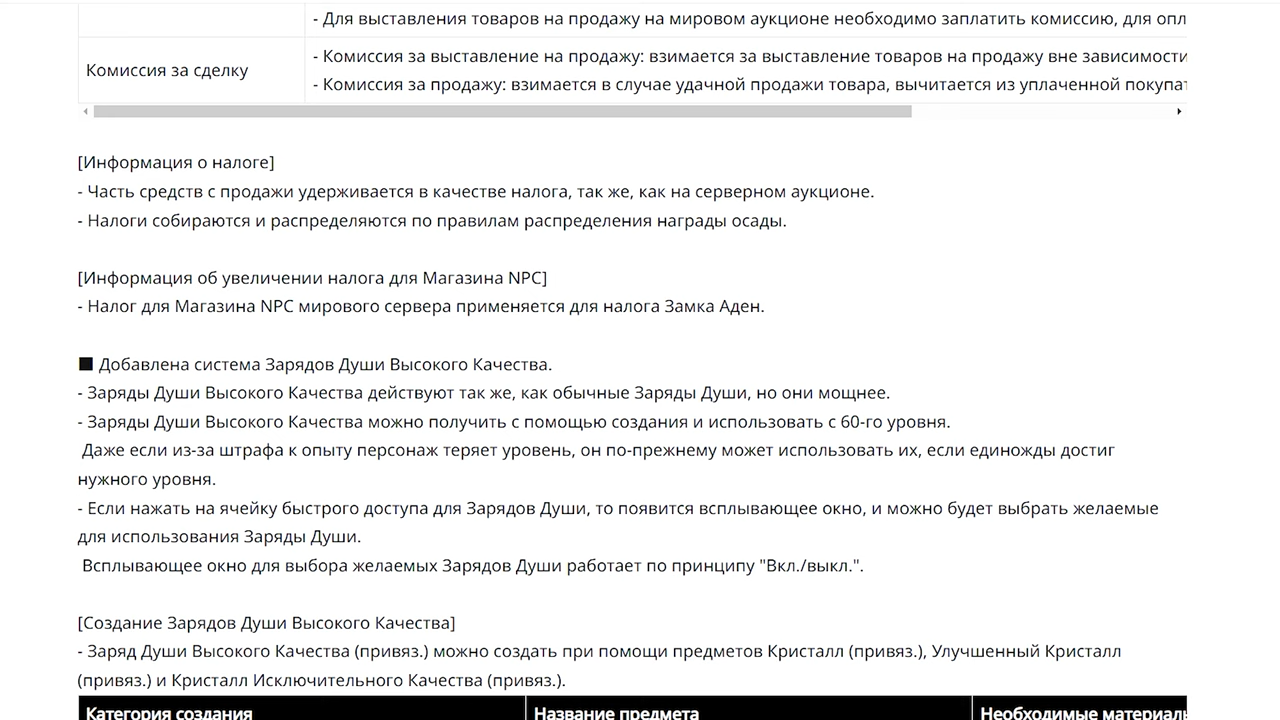 - Для выставления товаров на продажу на мировом аукционе необходимо заплатить комиссию, для
Комиссия за сделку
- Комиссия за выставление на продажу: взимается за выставление товаров на продажу вне зависимости
- Комиссия за продажу: взимается в случае удачной продажи товара, вычитается из уплаченной
[Информация о налоге]
- Часть средств с продажи удерживается в качестве налога, так же, как на серверном аукционе.
- Налоги собираются и распределяются по правилам распределения награды осады.
[Информация об увеличении налога для Магазина NPC]
- Налог для Магазина NPC мирового сервера применяется для налога Замка Аден.
■ Добавлена система Зарядов Души Высокого Качества.
- Заряды Души Высокого Качества действуют так же, как обычные Заряды Души, но они мощнее.
- Заряды Души Высокого Качества можно получить с помощью создания и использовать с 60-го уровня.
Даже если из-за штрафа к опыту персонаж теряет уровень, он по-прежнему может использовать их, если единожды достиг
нужного уровня.
- Если нажать на ячейку быстрого доступа для Зарядов Души, то появится всплывающее окно, и можно будет выбрать желаемые
для использования Заряды Души.
Всплывающее окно для выбора желаемых Зарядов Души работает по принципу "Вкл./выкл.".
[Создание Зарядов Души Высокого Качества]
- Заряд Души Высокого Качества (привяз.) можно создать при помощи предметов Кристалл (привяз.), Улучшенный Кристалл
(привяз.) и Кристалл Исключительного Качества (привяз.).
Категория создания
Название предмета
Необходимые